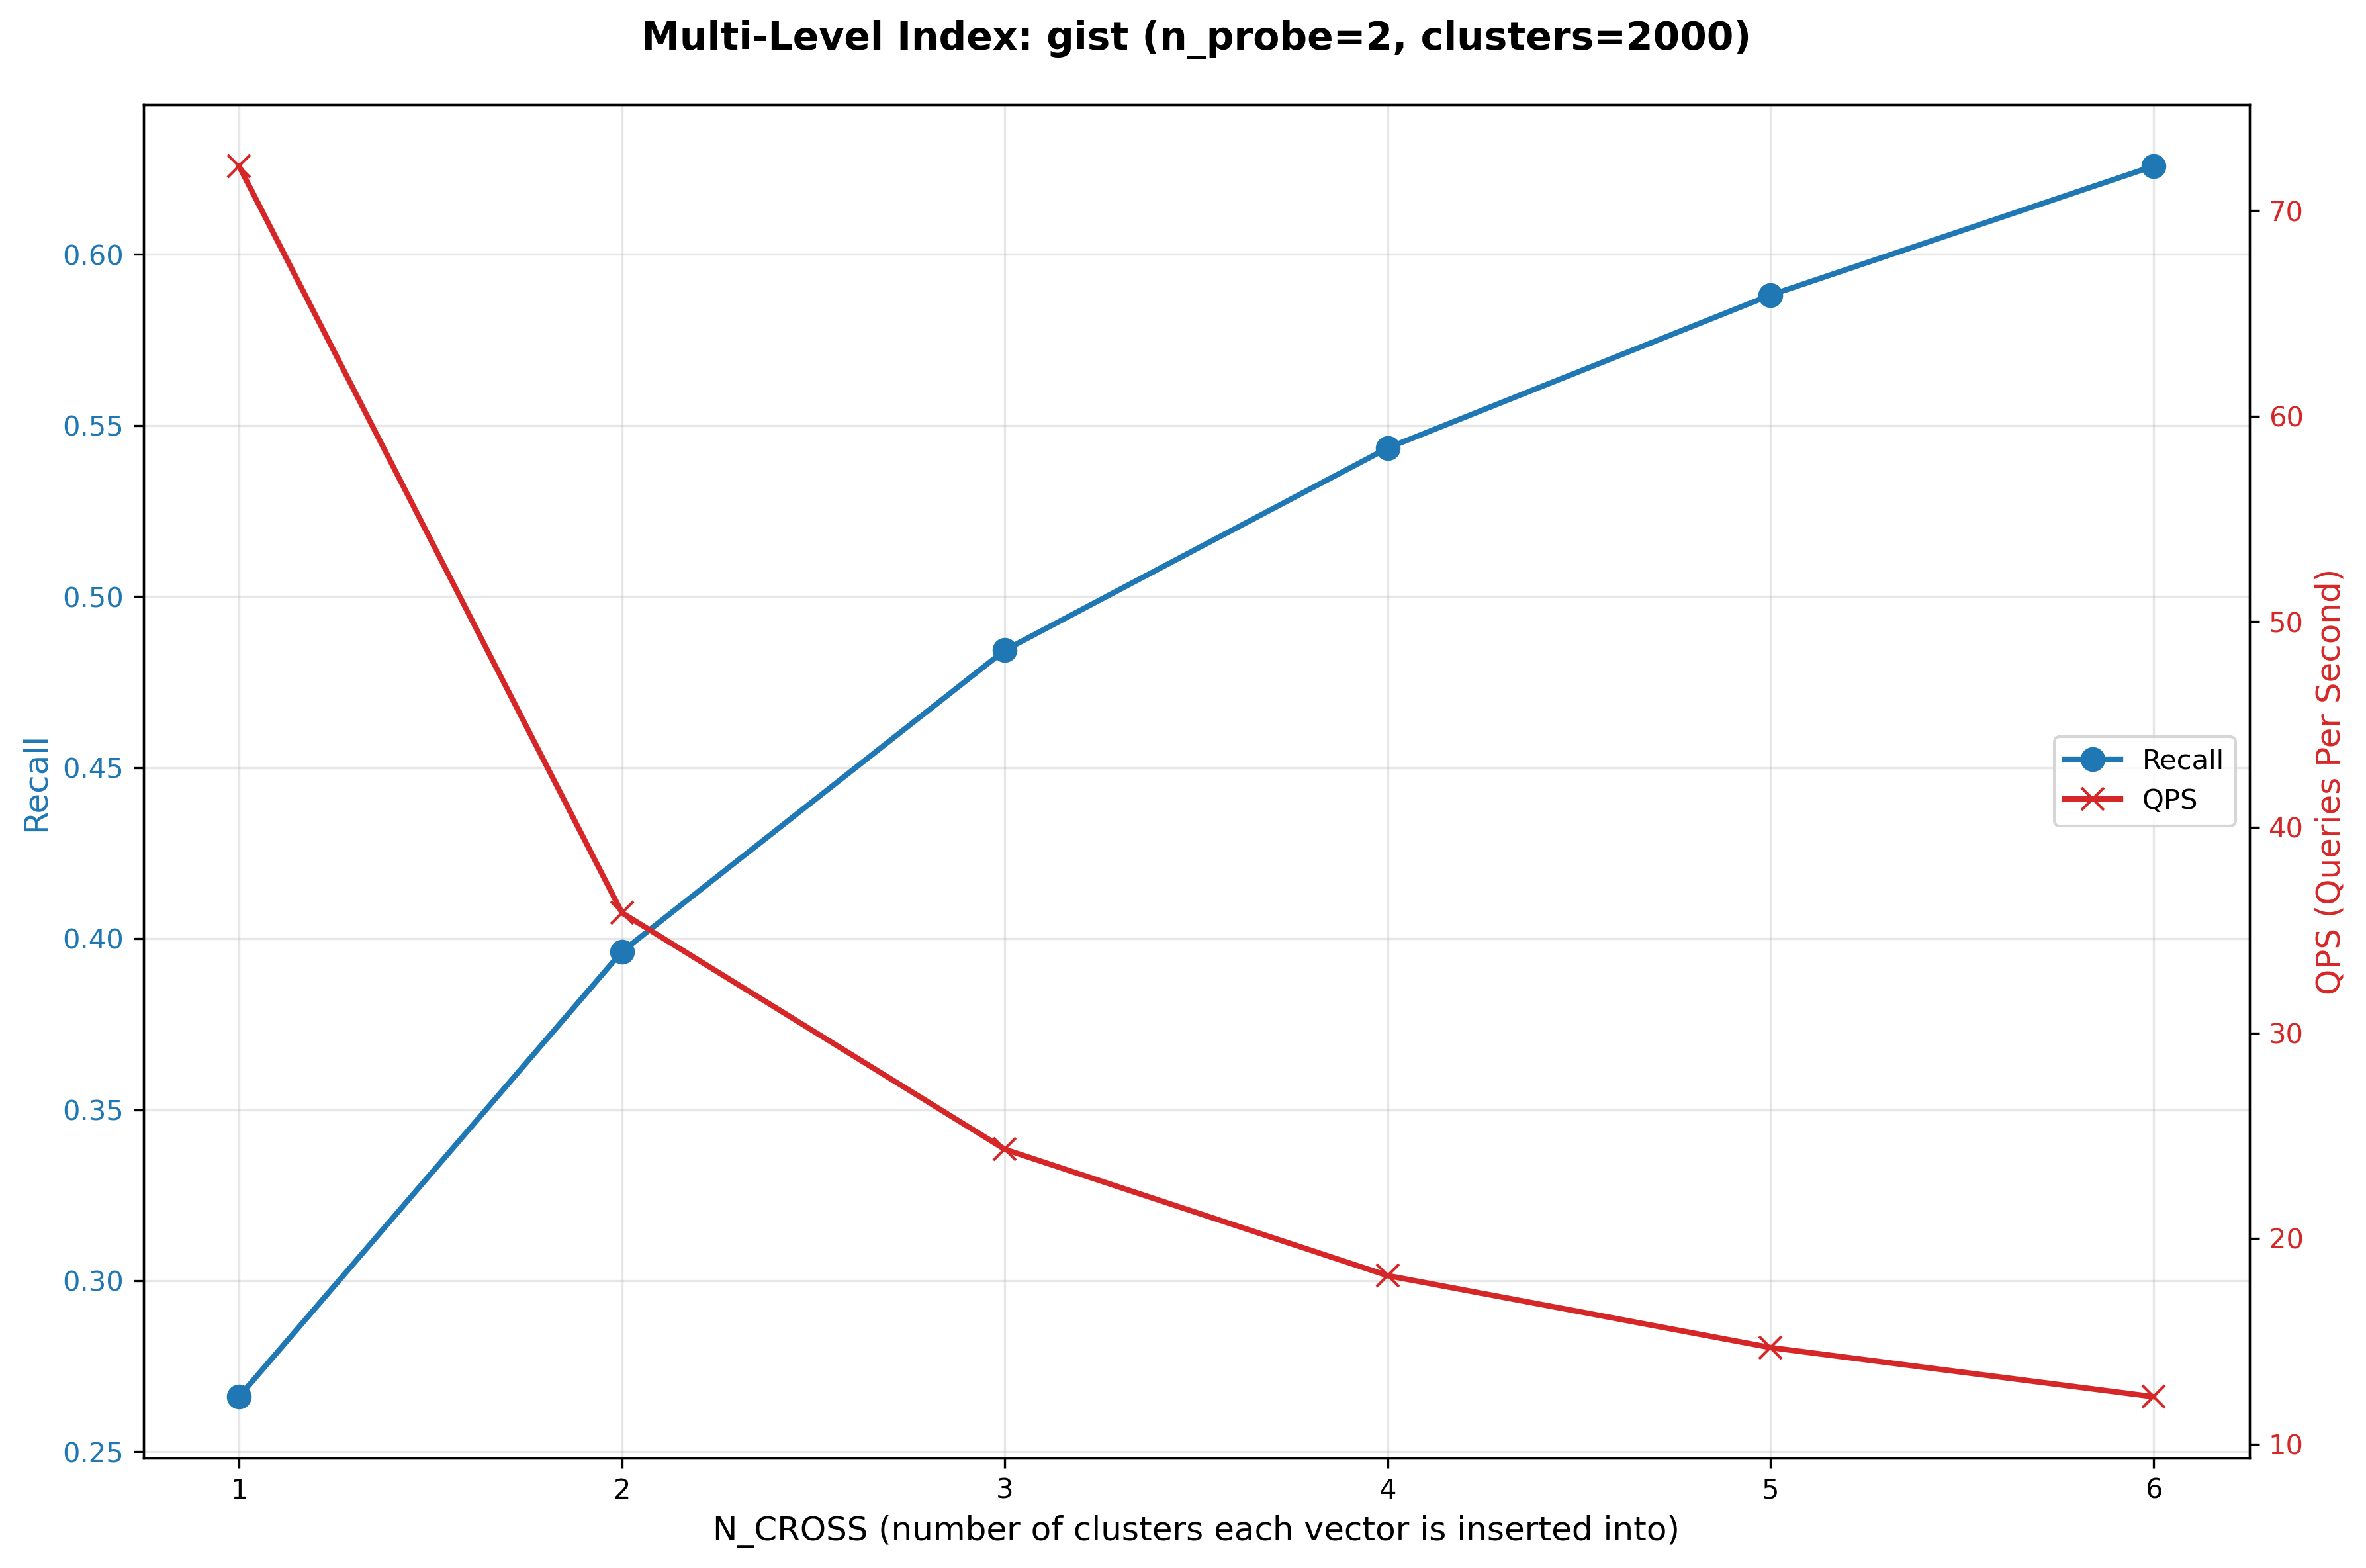 Multi-Level Index: gist (n_probe=2, clusters=2000)
Recall
0.60
0.55
0.50
0.45
0.40
0.35
0.30
0.25
70
60
50
40
30
20
10
QPS (Queries Per Second)
Recall
QPS
1 2 3 4 5 6
N_CROSS (number of clusters each vector is inserted into)